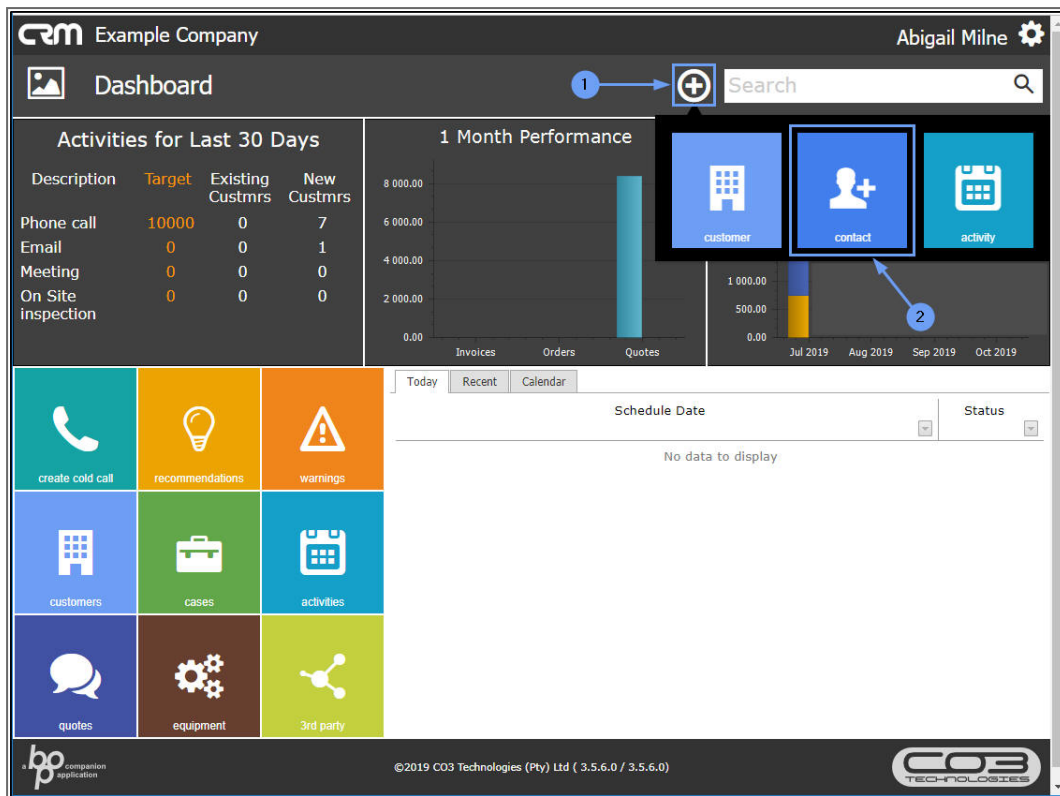 CRM Example Company
Abigail Milne
Dashboard
1
Search
Activities for Last 30 Days
Description Target Existing Custmrs New Custmrs
Phone call 10000 0 7
Email 0 0 1
Meeting 0 0 0
On Site inspection 0 0 0
1 Month Performance
8 000.00
6 000.00
4 000.00
2 000.00
0.00
Invoices Orders Quotes
customer
contact
activity
2
1 000.00
500.00
0.00
Jul 2019 Aug 2019 Sep 2019 Oct 2019
create cold call
recommendations
warnings
customers
cases
activities
quotes
equipment
3rd party
Today Recent Calendar
Schedule Date Status
No data to display
a bpo companion application
©2019 CO3 Technologies (Pty) Ltd ( 3.5.6.0 / 3.5.6.0)
CO3
TECHNOLOGIES